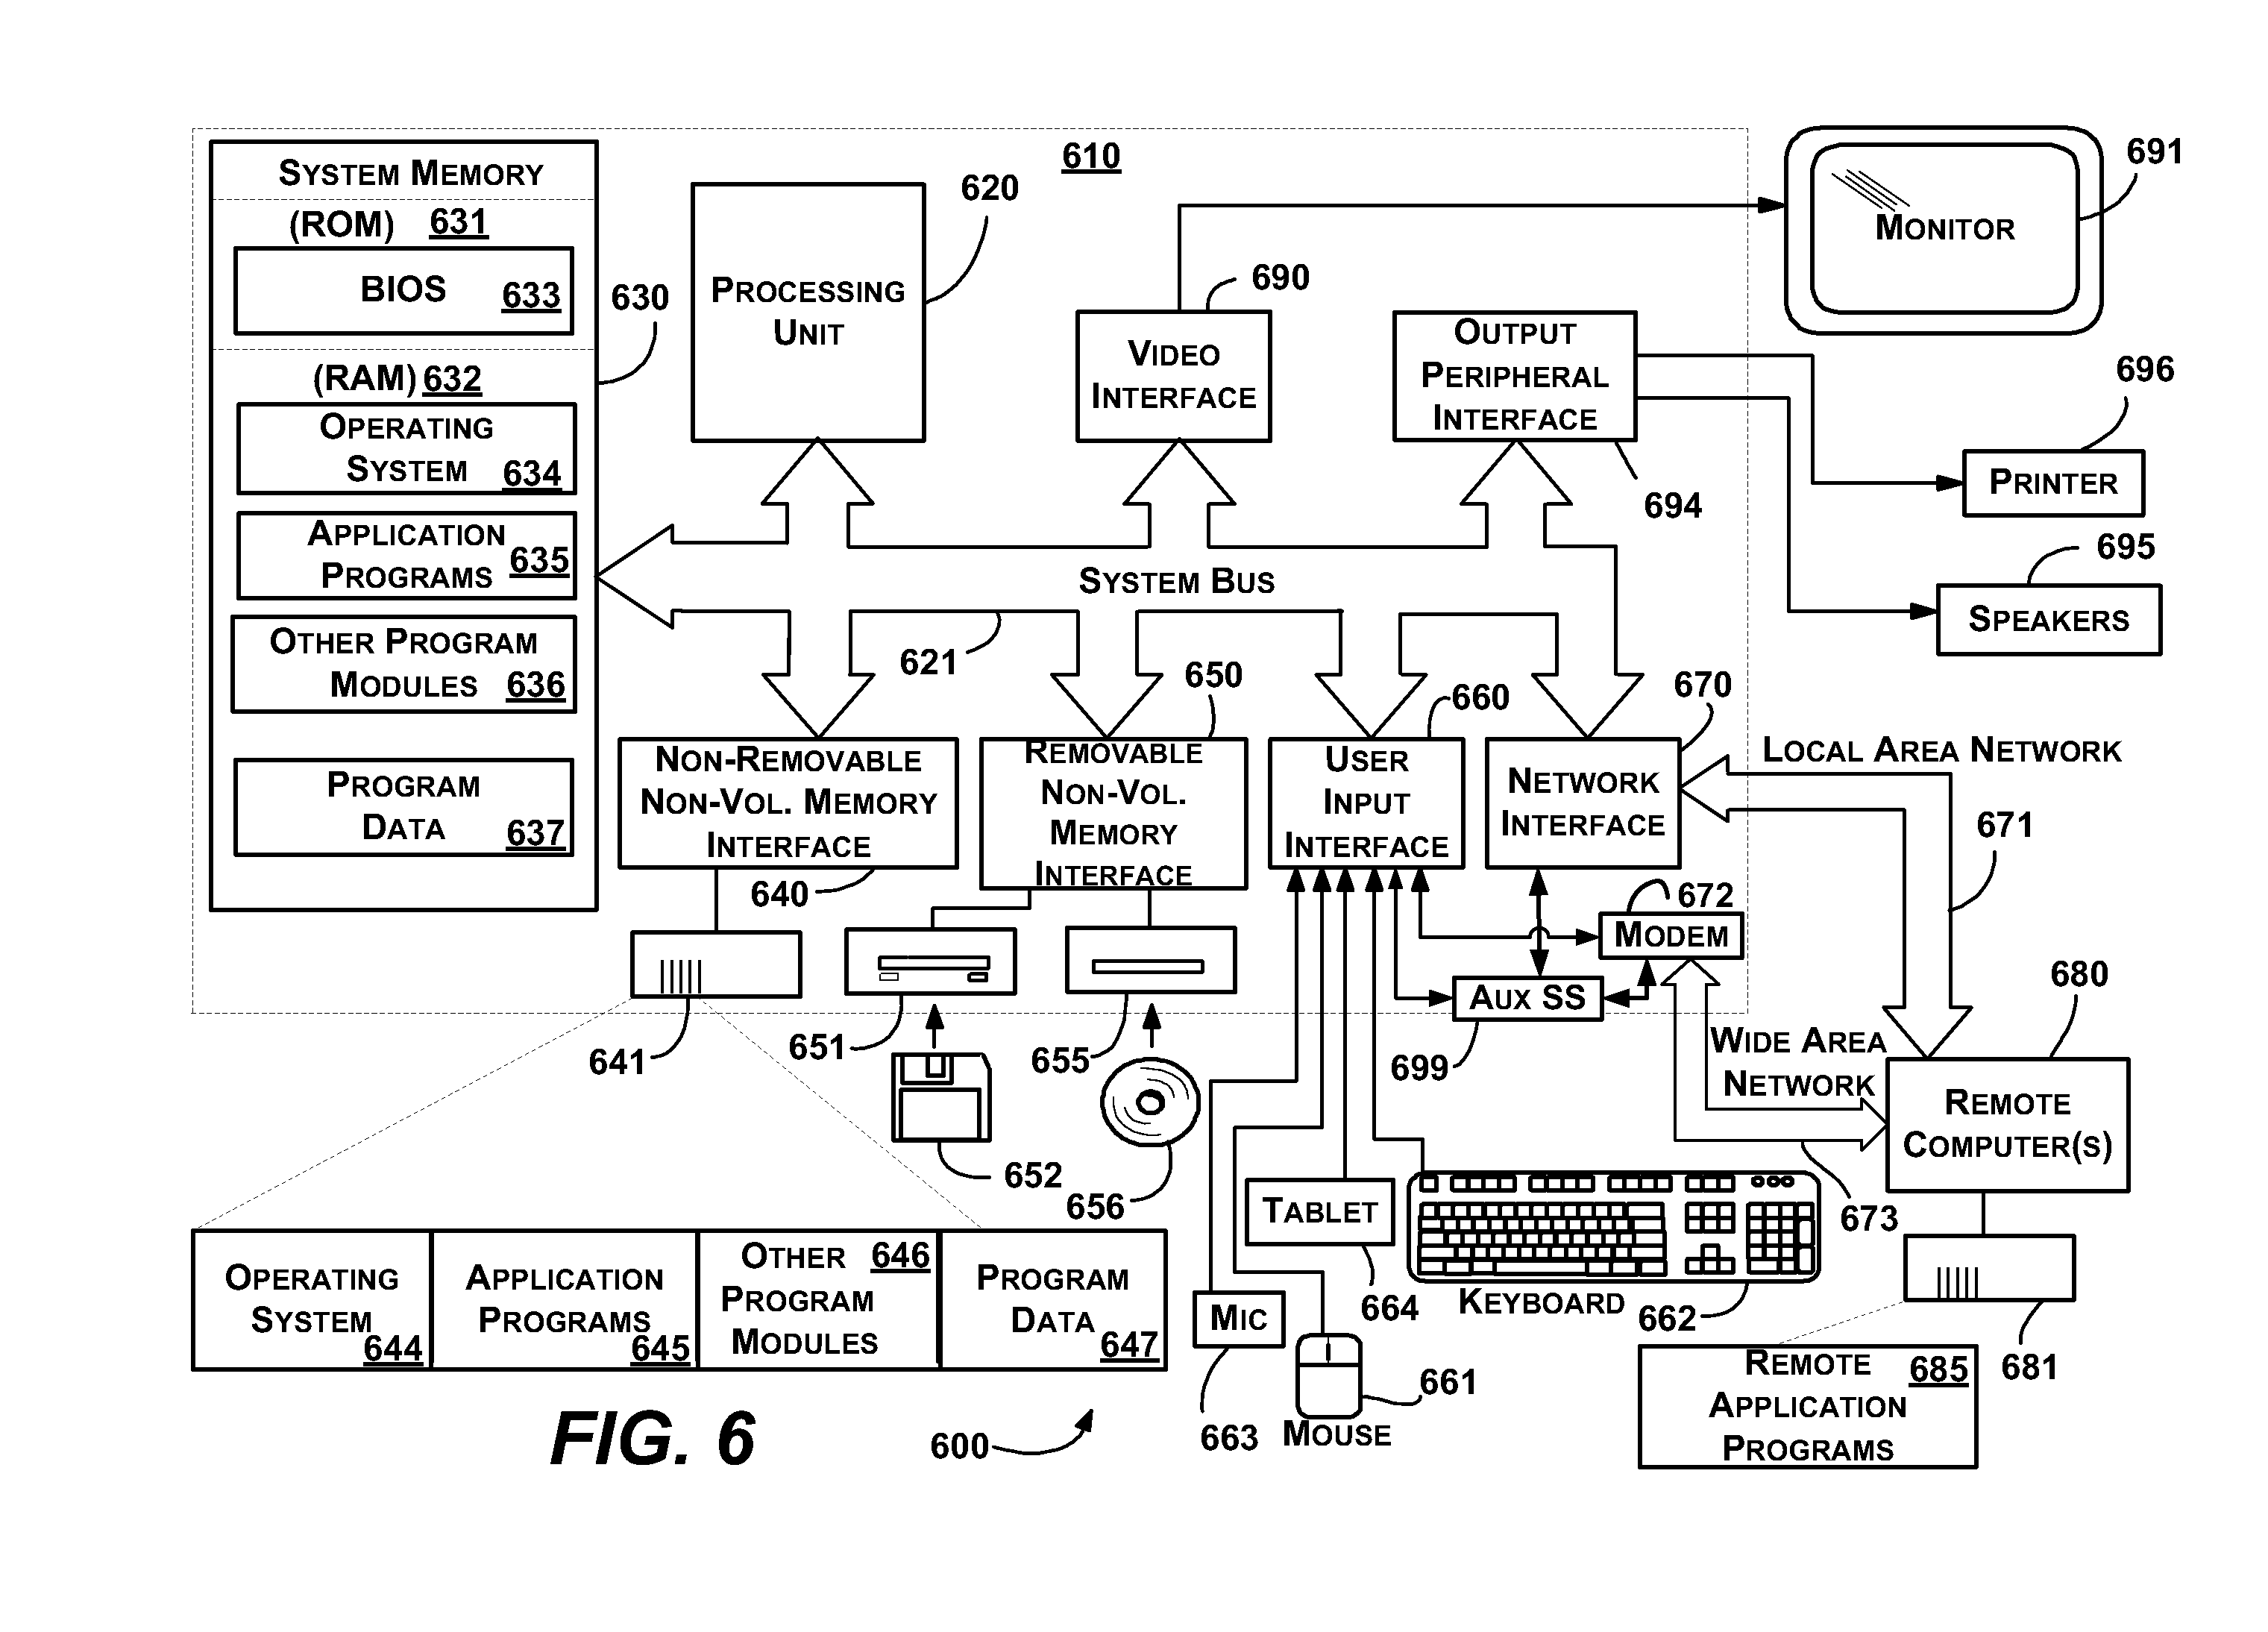 610
SYSTEM MEMORY
(ROM) 631
BIOS 633
630
(RAM) 632
OPERATING
SYSTEM 634
APPLICATION
PROGRAMS 635
OTHER PROGRAM
MODULES 636
PROGRAM
DATA 637
PROCESSING
UNIT
620
VIDEO
INTERFACE
690
OUTPUT
PERIPHERAL
INTERFACE
694
MONITOR
691
PRINTER
696
SPEAKERS
695
SYSTEM BUS
621
NON-REMOVABLE
NON-VOL. MEMORY
INTERFACE
640
REMOVABLE
NON-VOL.
MEMORY
INTERFACE
650
USER
INPUT
INTERFACE
660
NETWORK
INTERFACE
670
LOCAL AREA NETWORK
671
672
MODEM
AUX SS
699
641
651
652
655
656
WIDE AREA
NETWORK
673
680
REMOTE
COMPUTER(S)
681
REMOTE 685
APPLICATION
PROGRAMS
TABLET
664
KEYBOARD 662
MIC
663
MOUSE
661
OPERATING
SYSTEM
644
APPLICATION
PROGRAMS
645
OTHER 646
PROGRAM
MODULES
PROGRAM
DATA
647
FIG. 6
600